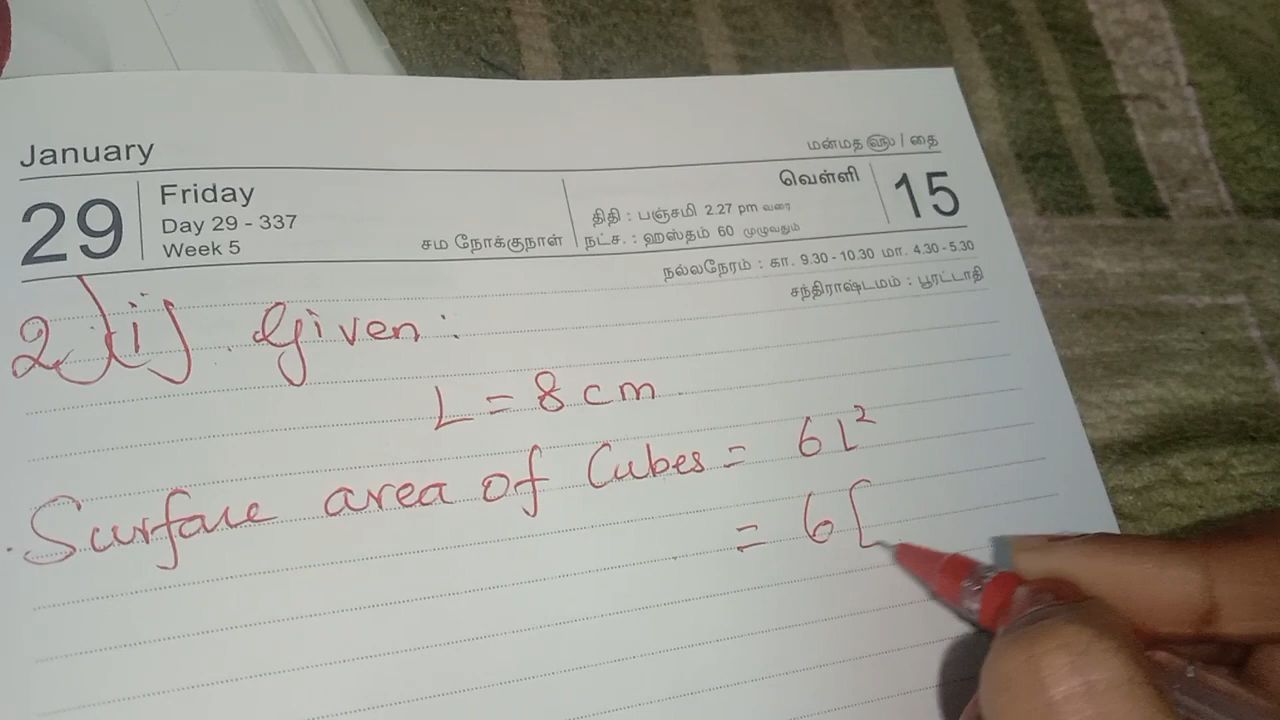 January
மன்மத ௵ / தை
29
Friday
Day 29 - 337
Week 5
சம நோக்குநாள்
வெள்ளி
திதி : பஞ்சமி 2.27 pm வரை
நட்ச. : ஹஸ்தம் 60 முழுவதும்
15
நல்லநேரம் : கா. 9.30 - 10.30 மா. 4.30 - 5.30
சந்திராஷ்டமம் : பூரட்டாதி
2) Given :
L = 8 cm
Surface area of Cubes = 6 l²
= 6 [